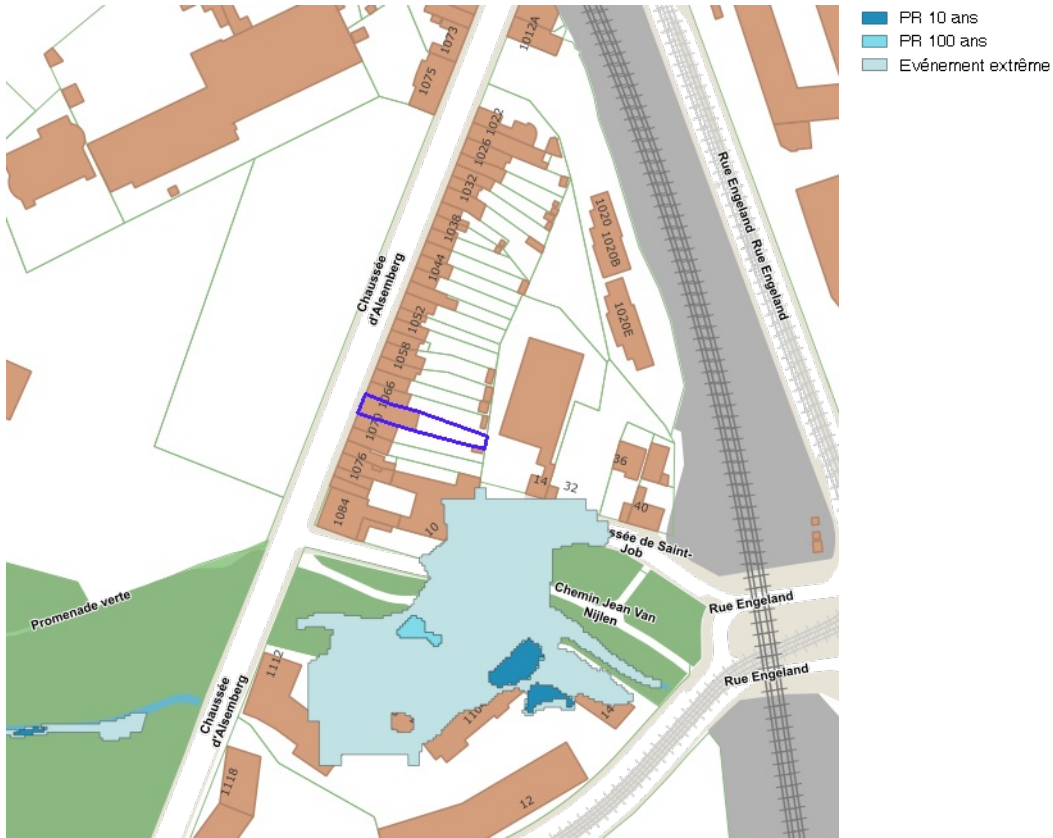 PR 10 ans
PR 100 ans
Evénement extrême
1073
1012A
1075
1022
1026
1032
1038
1044
1052
1058
1066
1070
1076
1084
1020
1020B
1020E
Rue Engeland
Rue Engeland
Chaussée
d'Alsemberg
36
14
32
40
10
ssée de Saint-
Job
Chemin Jean Van
Nijlen
Rue Engeland
Rue Engeland
Promenade verte
1112
Chaussée
d'Alsemberg
110
14
1118
12